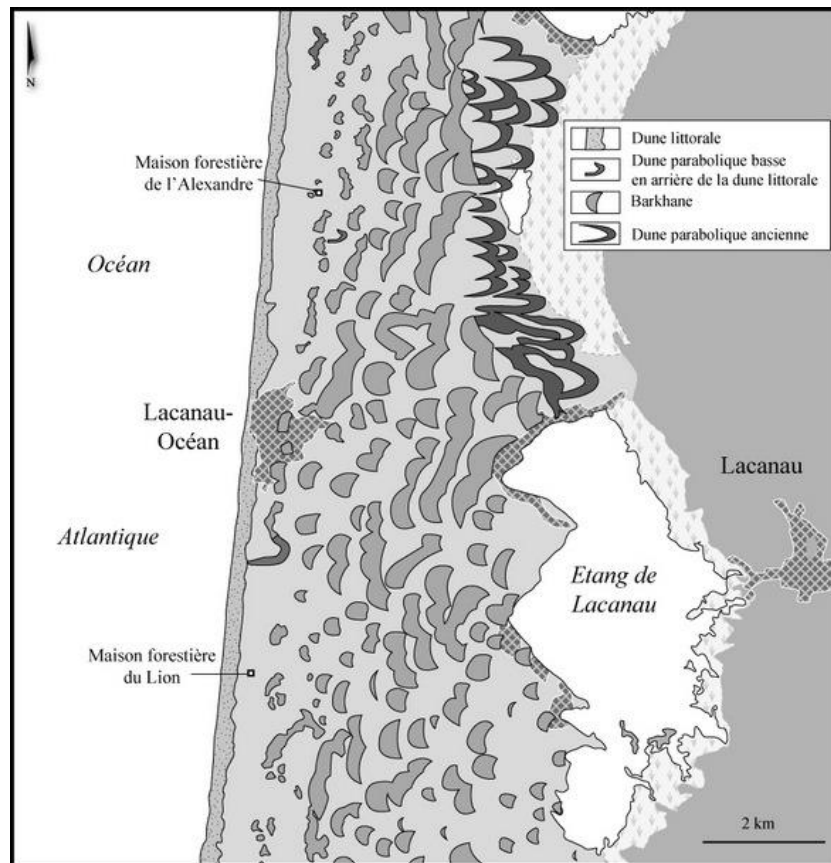 N
Maison forestière
de l'Alexandre
Océan
Lacanau-
Océan
Atlantique
Maison forestière
du Lion
Dune littorale
Dune parabolique basse
en arrière de la dune littorale
Barkhane
Dune parabolique ancienne
Lacanau
Etang de
Lacanau
2 km